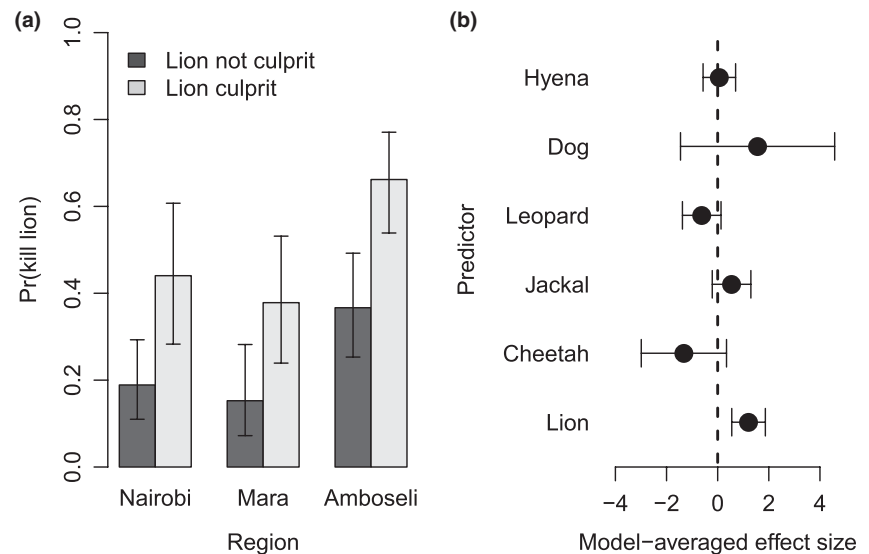 (a)
1.0
0.8
0.6
0.4
0.2
0.0
Pr(kill lion)
Lion not culprit
Lion culprit
Nairobi Mara Amboseli
Region
(b)
Predictor
Hyena
Dog
Leopard
Jackal
Cheetah
Lion
−4 −2 0 2 4
Model−averaged effect size